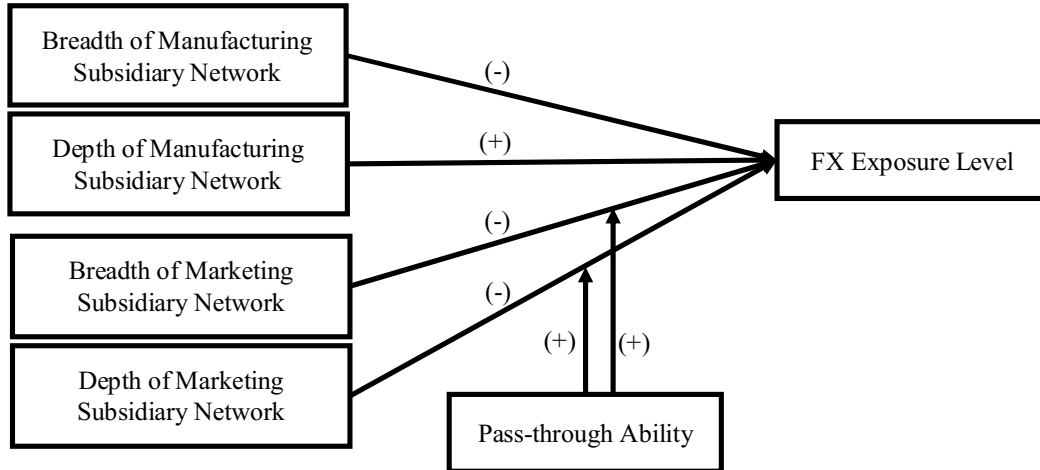 Breadth of Manufacturing
Subsidiary Network
(-)
Depth of Manufacturing
Subsidiary Network
(+)
FX Exposure Level
(-)
Breadth of Marketing
Subsidiary Network
(-)
(+)
(+)
Depth of Marketing
Subsidiary Network
Pass-through Ability